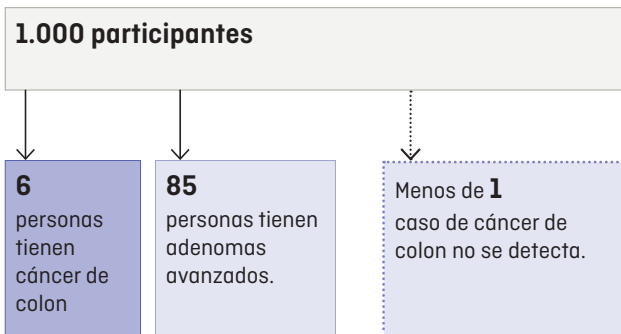 1.000 participantes
6
personas
tienen
cáncer de
colon
85
personas tienen
adenomas
avanzados.
Menos de 1
caso de cáncer de
colon no se detecta.